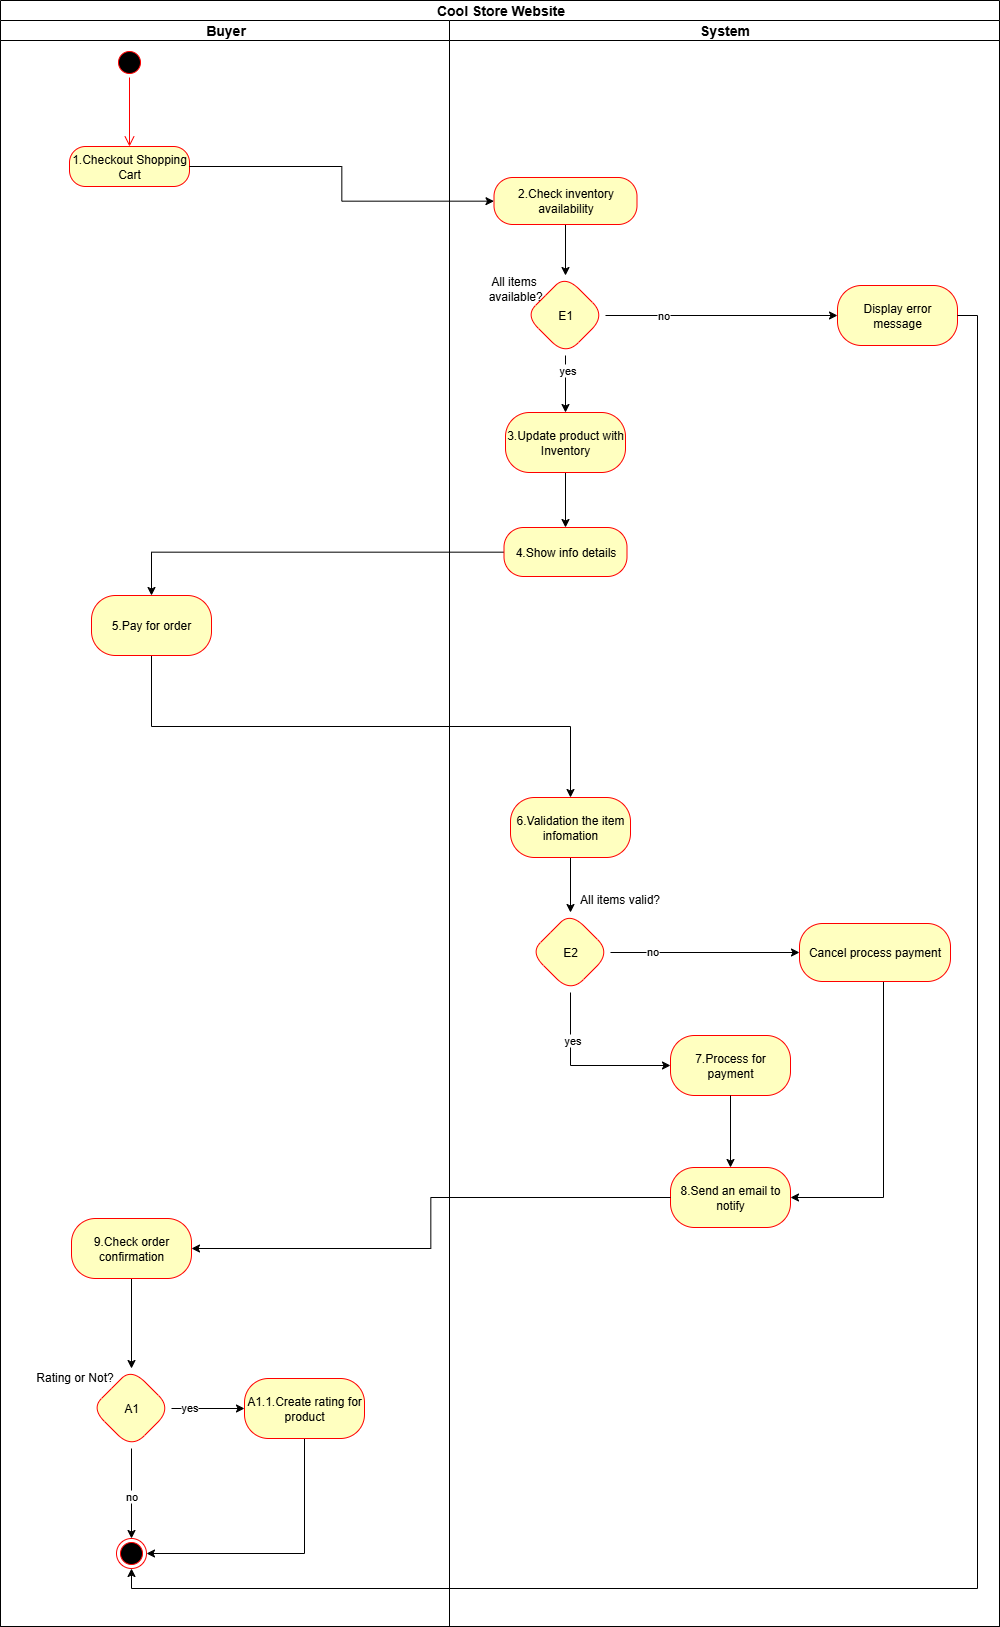 Cool Store Website
Buyer
System
1.Checkout Shopping
Cart
2.Check inventory
availability
All items
available?
E1
no
Display error
message
yes
3.Update product with
Inventory
4.Show info details
5.Pay for order
6.Validation the item
infomation
All items valid?
E2
no
Cancel process payment
yes
7.Process for
payment
8.Send an email to
notify
9.Check order
confirmation
Rating or Not?
A1
yes
A1.1.Create rating for
product
no